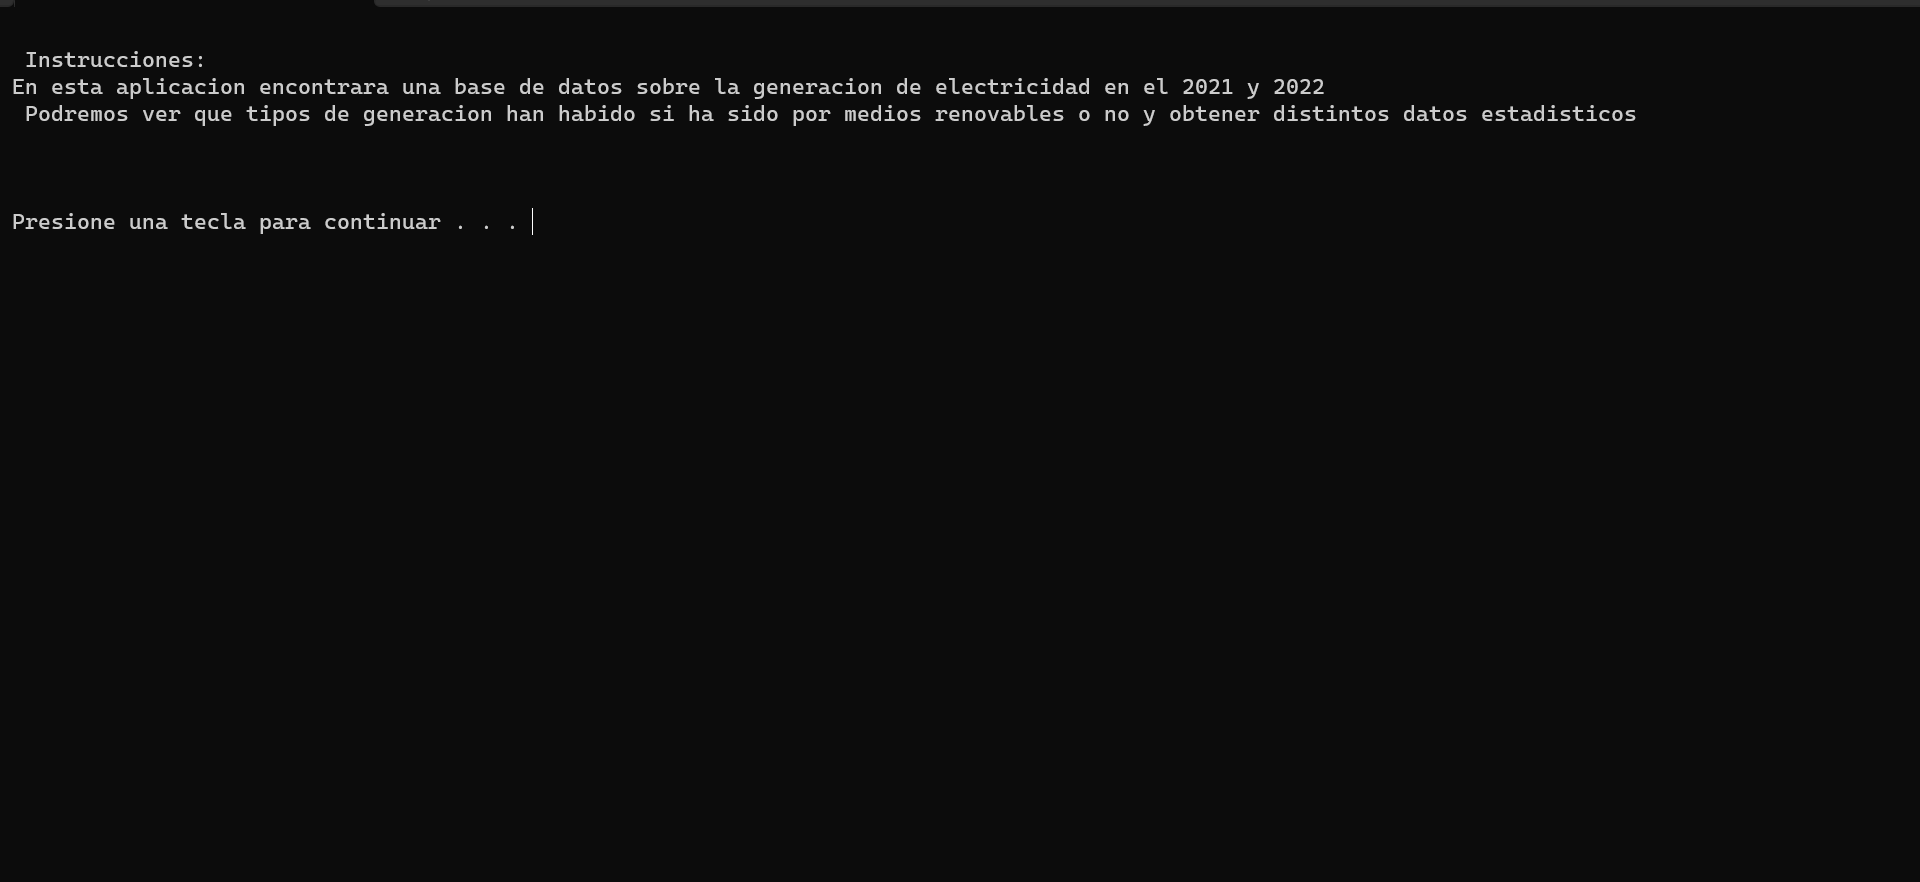 Instrucciones:
En esta aplicacion encontrara una base de datos sobre la generacion de electricidad en el 2021 y 2022
Podremos ver que tipos de generacion han habido si ha sido por medios renovables o no y obtener distintos datos estadisticos
Presione una tecla para continuar . . .